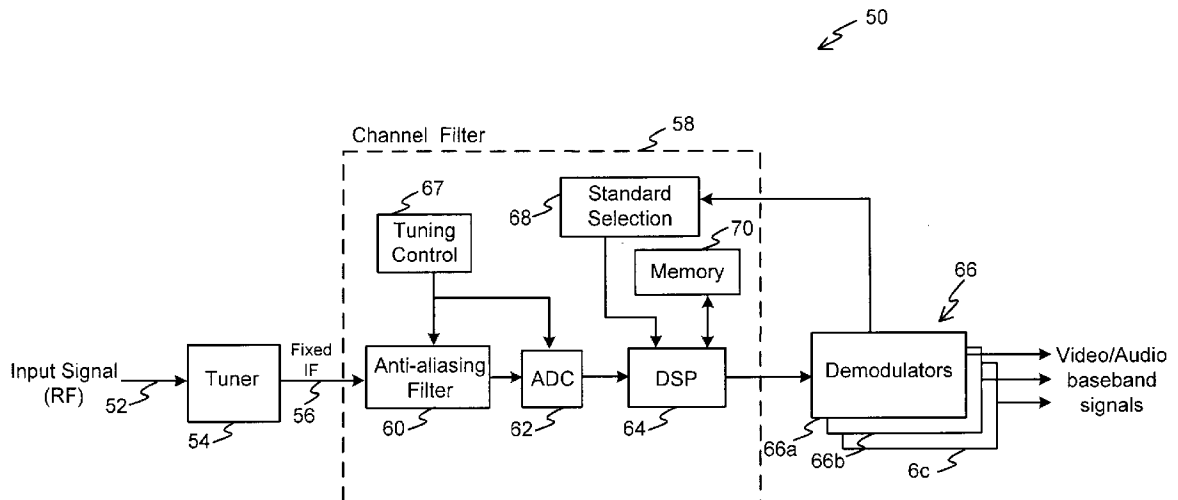 50
Channel Filter
58
67
Tuning
Control
68
Standard
Selection
70
Memory
66
Input Signal
(RF)
52
Tuner
54
Fixed
IF
56
Anti-aliasing
Filter
60
ADC
62
DSP
64
Demodulators
66a
66b
6c
Video/Audio
baseband
signals